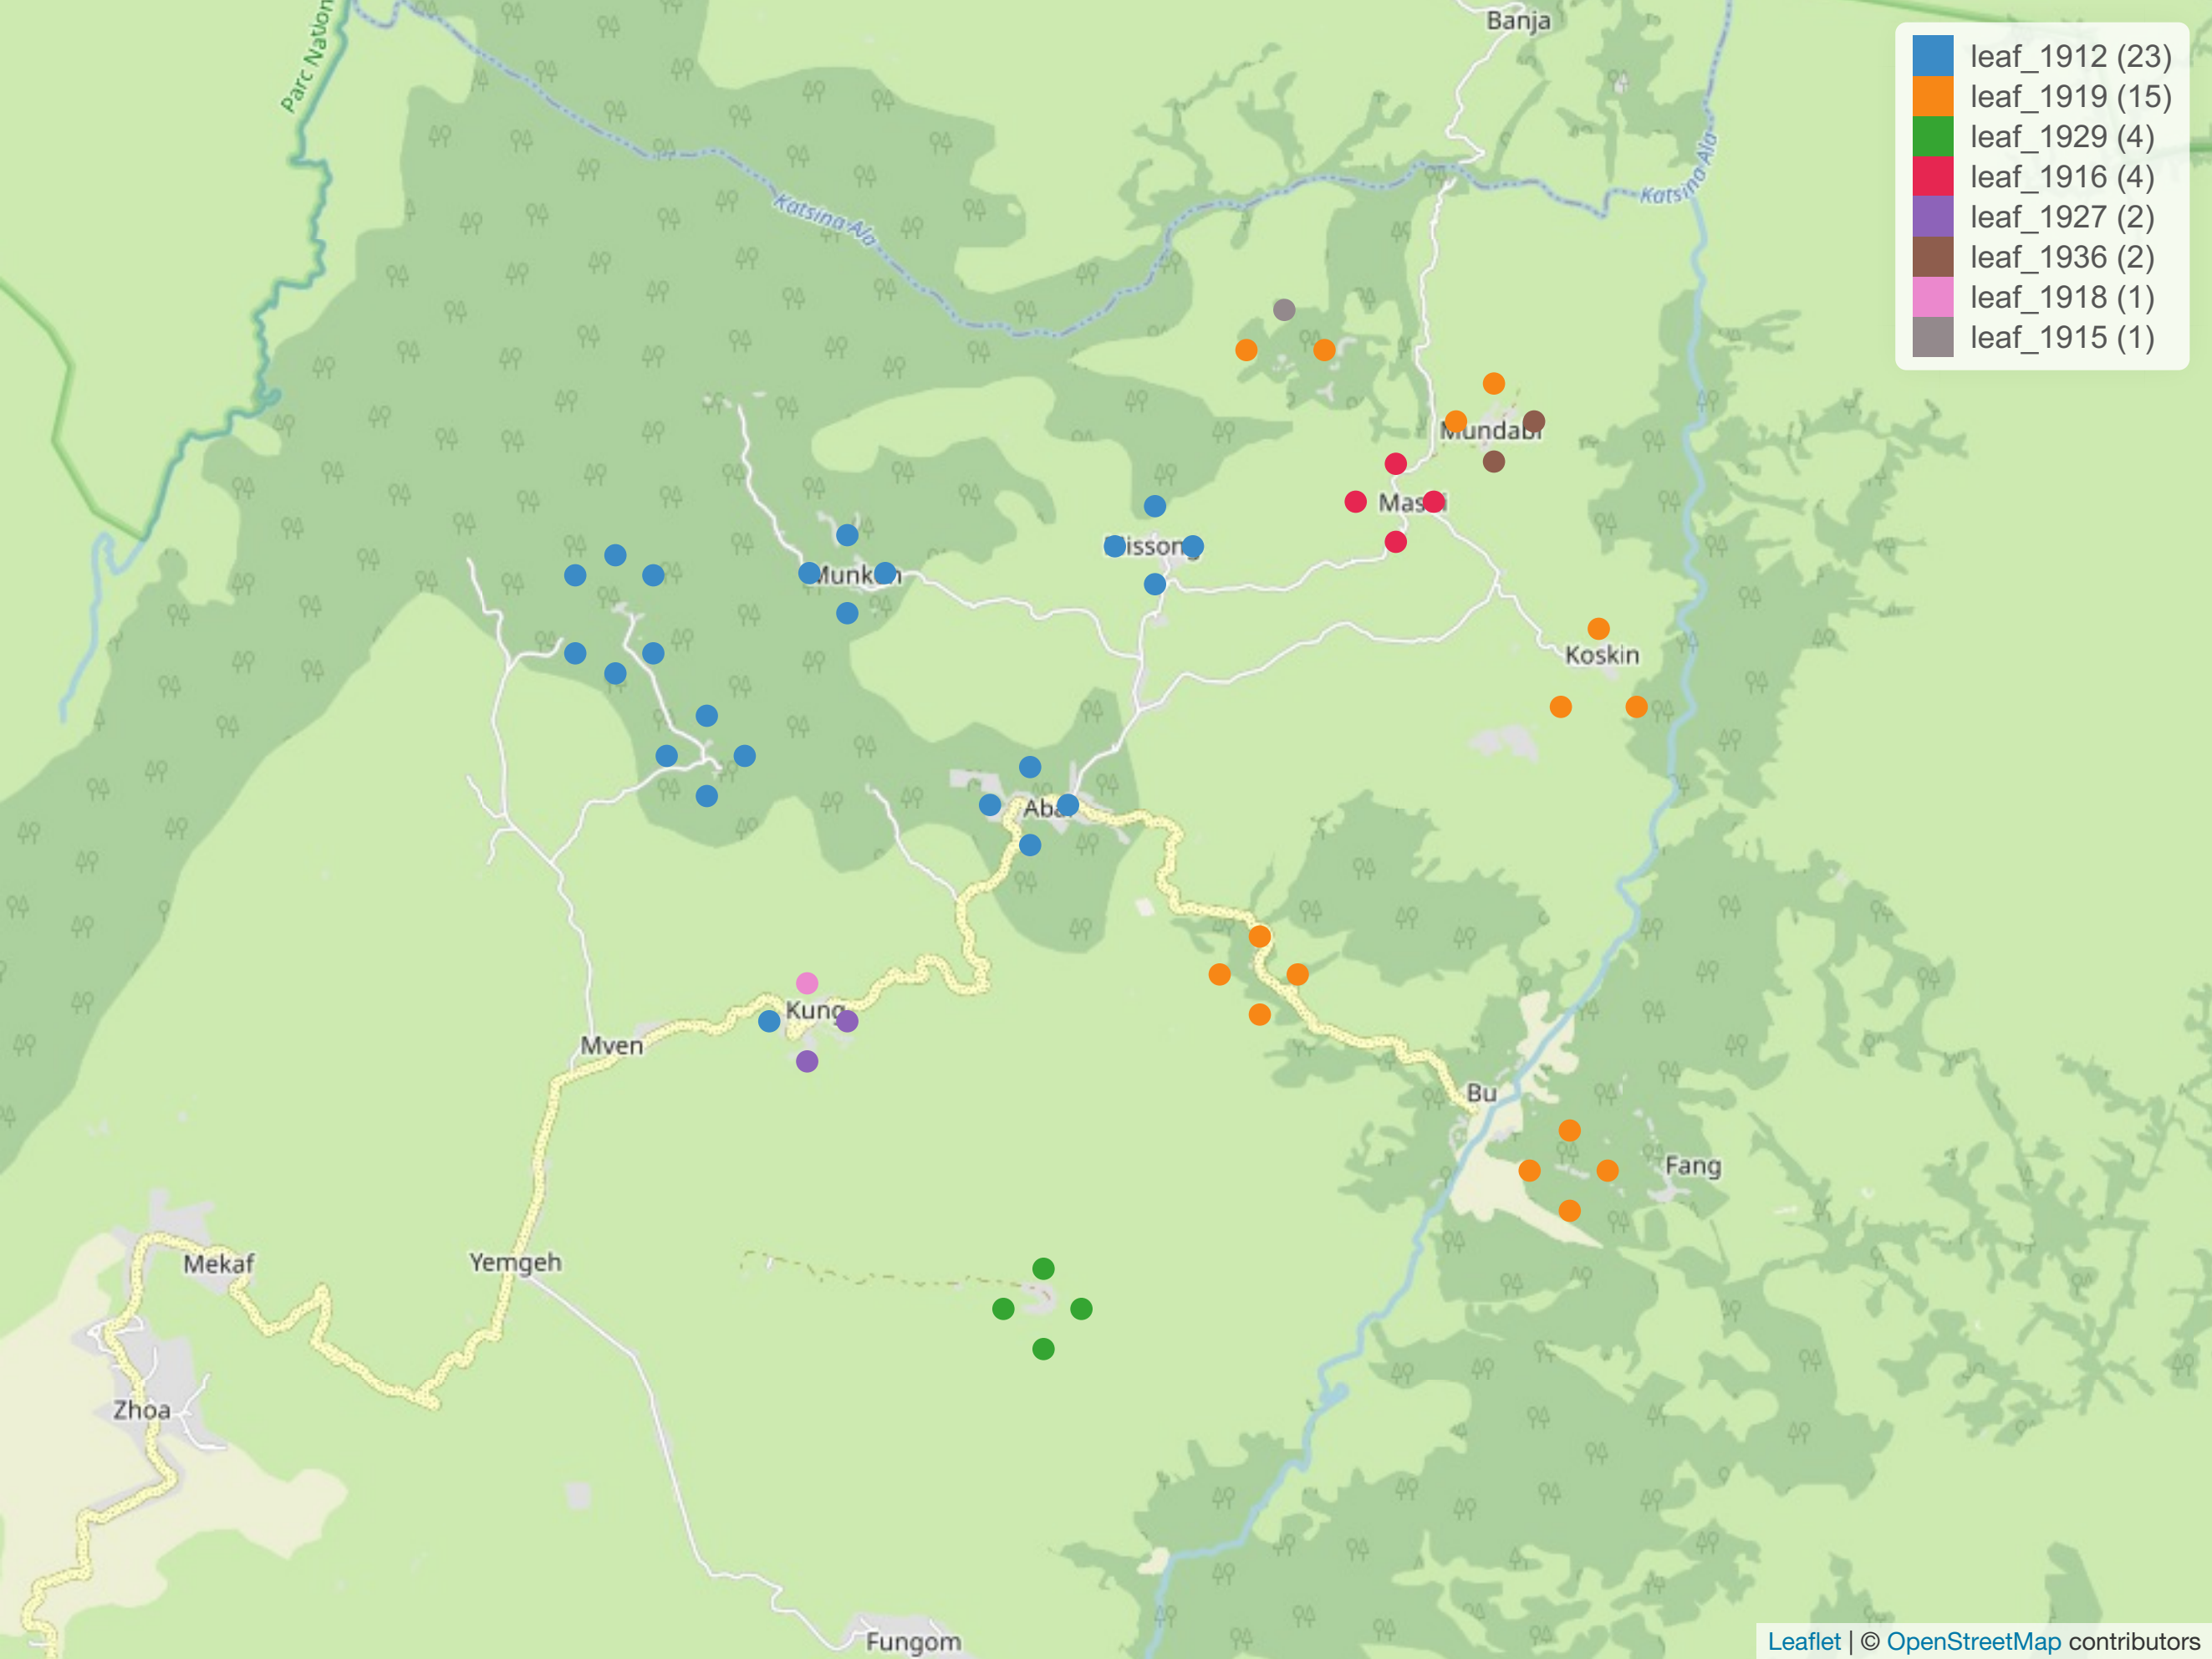 Banja
Parc Nation
leaf_1912 (23)
leaf_1919 (15)
leaf_1929 (4)
leaf_1916 (4)
leaf_1927 (2)
leaf_1936 (2)
leaf_1918 (1)
leaf_1915 (1)
Katsina Ala
Katsina-Ala
Mundabi
Koskin
Kung
Mven
Bu
Fang
Yemgeh
Mekaf
Zhoa
Fungom
Leaflet | © OpenStreetMap contributors